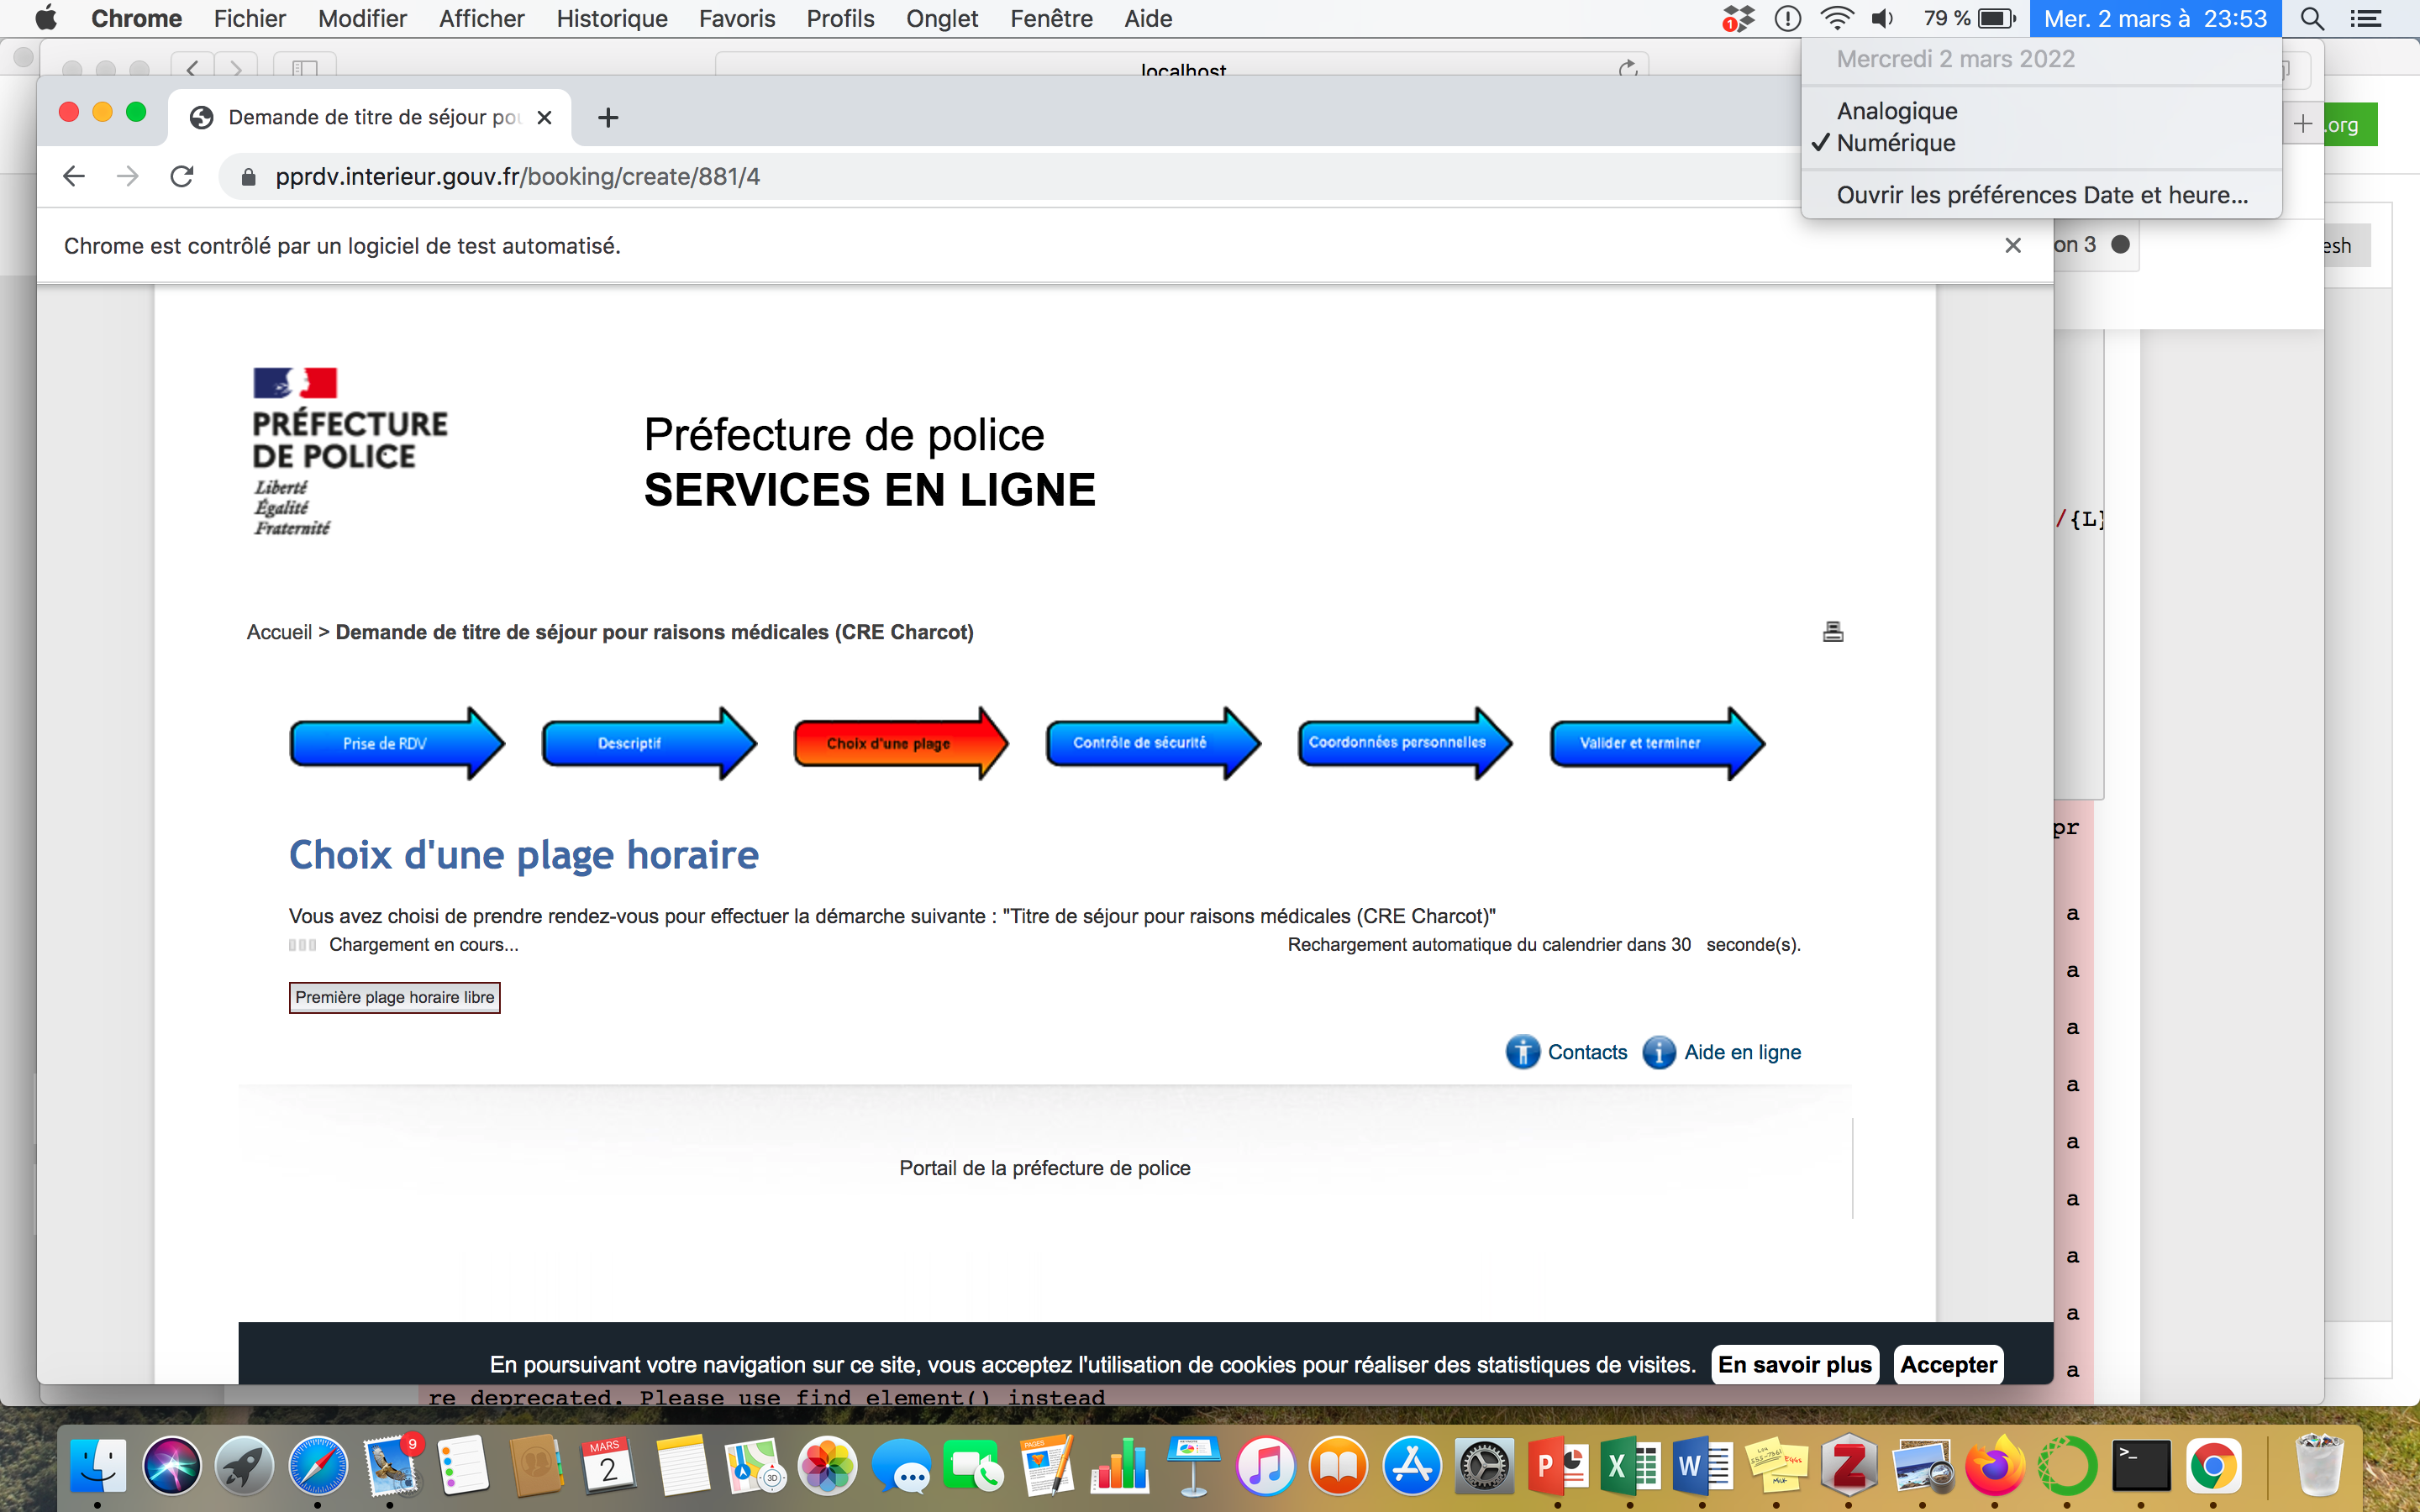 Chrome Fichier Modifier Afficher Historique Favoris Profils Onglet Fenêtre Aide 1 79 % Mer. 2 mars à 23:53
Mercredi 2 mars 2022
Analogique
✓ Numérique
Ouvrir les préférences Date et heure...
localhost
Demande de titre de séjour pou
.org
pprdv.interieur.gouv.fr/booking/create/881/4
Chrome est contrôlé par un logiciel de test automatisé.
on 3
esh
PRÉFECTURE
DE POLICE
Liberté
Égalité
Fraternité
Préfecture de police
SERVICES EN LIGNE
/{L}
Accueil > Demande de titre de séjour pour raisons médicales (CRE Charcot)
Prise de RDV
Descriptif
Choix d'une plage
Contrôle de sécurité
Coordonnées personnelles
Valider et terminer
Choix d'une plage horaire
pr
Vous avez choisi de prendre rendez-vous pour effectuer la démarche suivante : "Titre de séjour pour raisons médicales (CRE Charcot)"
a
Chargement en cours...
Rechargement automatique du calendrier dans 30 seconde(s).
a
Première plage horaire libre
a
Contacts
Aide en ligne
a
a
Portail de la préfecture de police
a
a
a
a
En poursuivant votre navigation sur ce site, vous acceptez l'utilisation de cookies pour réaliser des statistiques de visites. En savoir plus Accepter
re deprecated. Please use find_element() instead
9
MARS
2
3D
PAGES
P
X
W
Z
>_